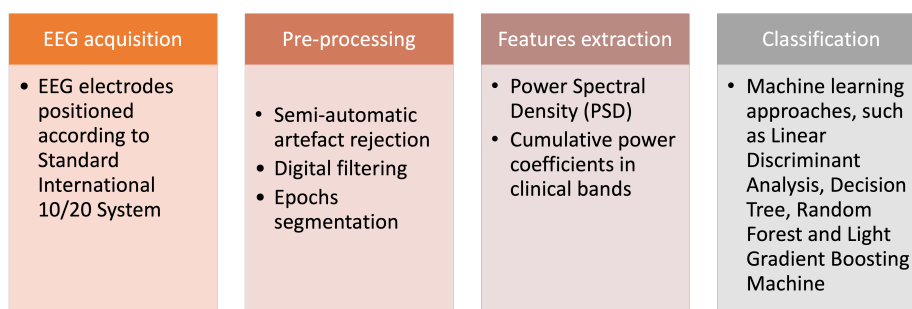 EEG acquisition
• EEG electrodes
positioned
according to
Standard
International
10/20 System
Pre-processing
• Semi-automatic
artefact rejection
• Digital filtering
• Epochs
segmentation
Features extraction
• Power Spectral
Density (PSD)
• Cumulative power
coefficients in
clinical bands
Classification
• Machine learning
approaches, such
as Linear
Discriminant
Analysis, Decision
Tree, Random
Forest and Light
Gradient Boosting
Machine